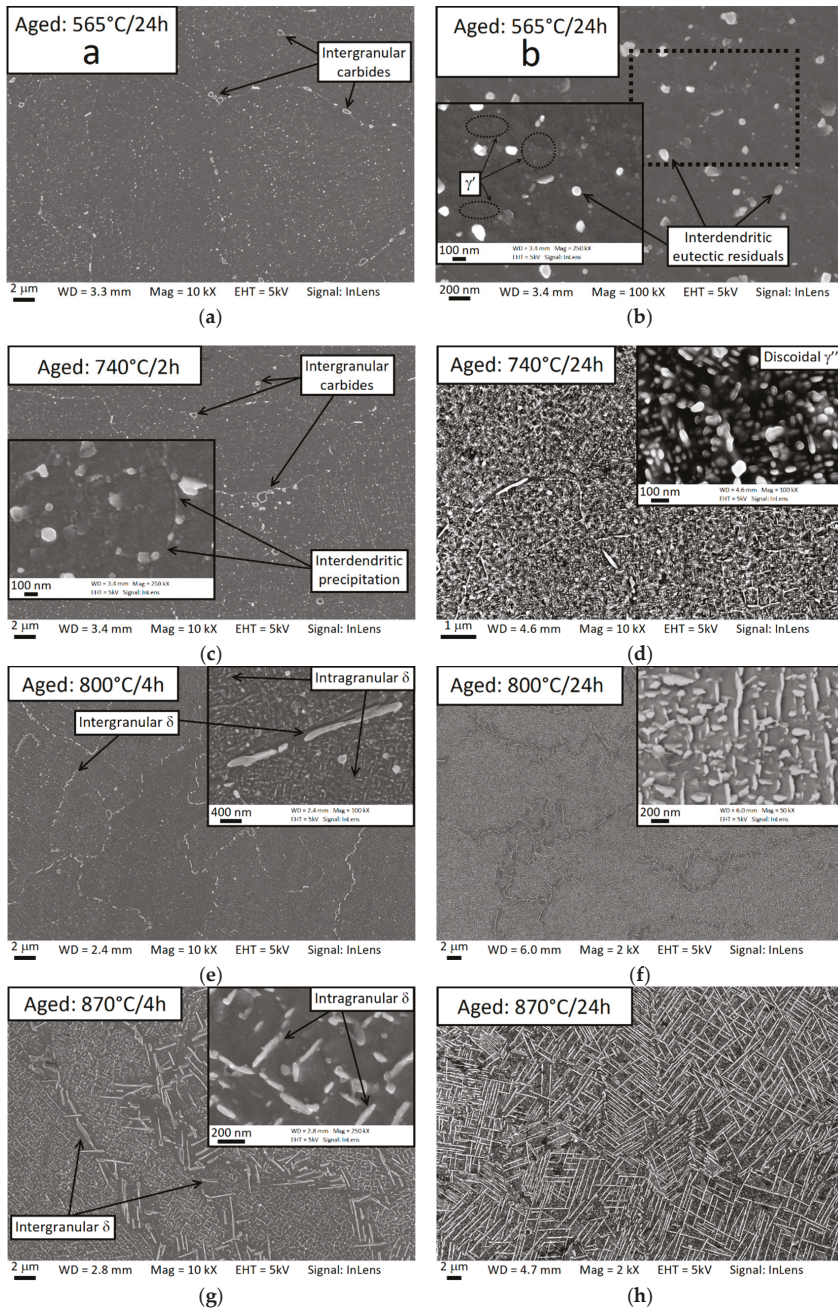 Aged: 565°C/24h
a
Intergranular
carbides
2 μm WD = 3.3 mm Mag = 10 kX EHT = 5kV Signal: InLens
(a)
Aged: 565°C/24h
b
γ'
100 nm
WD = 3.4 mm Mag = 250 kX
EHT = 5kV Signal: InLens
Interdendritic
eutectic residuals
200 nm WD = 3.4 mm Mag = 100 kX EHT = 5kV Signal: InLens
(b)
Aged: 740°C/2h
Intergranular
carbides
100 nm
WD = 3.4 mm Mag = 250 kX
EHT = 5kV Signal: InLens
Interdendritic
precipitation
2 μm WD = 3.4 mm Mag = 10 kX EHT = 5kV Signal: InLens
(c)
Aged: 740°C/24h
Discoidal γ''
100 nm
WD = 4.6 mm Mag = 100 kX
EHT = 5kV Signal: InLens
1 μm WD = 4.6 mm Mag = 10 kX EHT = 5kV Signal: InLens
(d)
Aged: 800°C/4h
Intragranular δ
Intergranular δ
400 nm
WD = 2.4 mm Mag = 100 kX
EHT = 5kV Signal: InLens
2 μm WD = 2.4 mm Mag = 10 kX EHT = 5kV Signal: InLens
(e)
Aged: 800°C/24h
200 nm
WD = 6.0 mm Mag = 50 kX
EHT = 5kV Signal: InLens
2 μm WD = 6.0 mm Mag = 2 kX EHT = 5kV Signal: InLens
(f)
Aged: 870°C/4h
Intragranular δ
200 nm
WD = 2.8 mm Mag = 250 kX
EHT = 5kV Signal: InLens
Intergranular δ
2 μm WD = 2.8 mm Mag = 10 kX EHT = 5kV Signal: InLens
(g)
Aged: 870°C/24h
2 μm WD = 4.7 mm Mag = 2 kX EHT = 5kV Signal: InLens
(h)